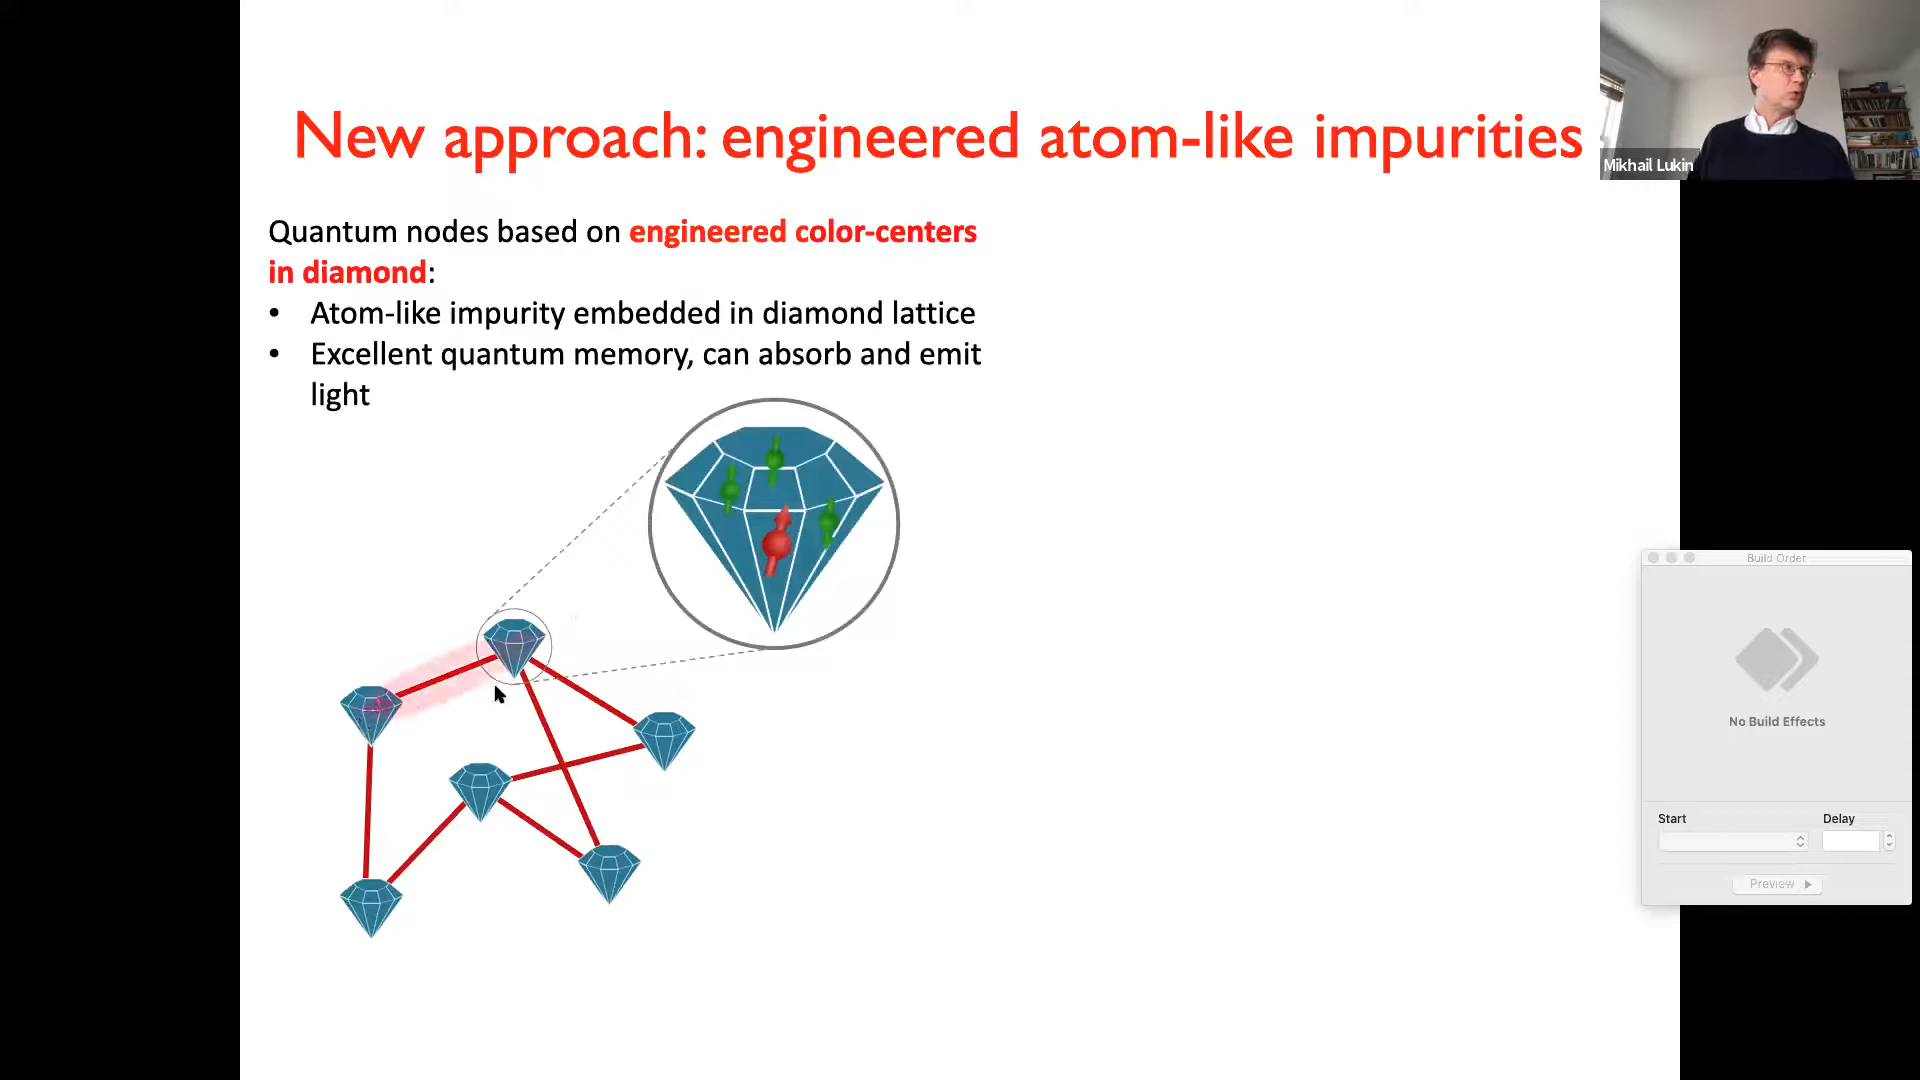 New approach: engineered atom-like impurities
Mikhail Lukin
Quantum nodes based on engineered color-centers
in diamond:
• Atom-like impurity embedded in diamond lattice
• Excellent quantum memory, can absorb and emit
light
Build Order
No Build Effects
Start Delay
Preview